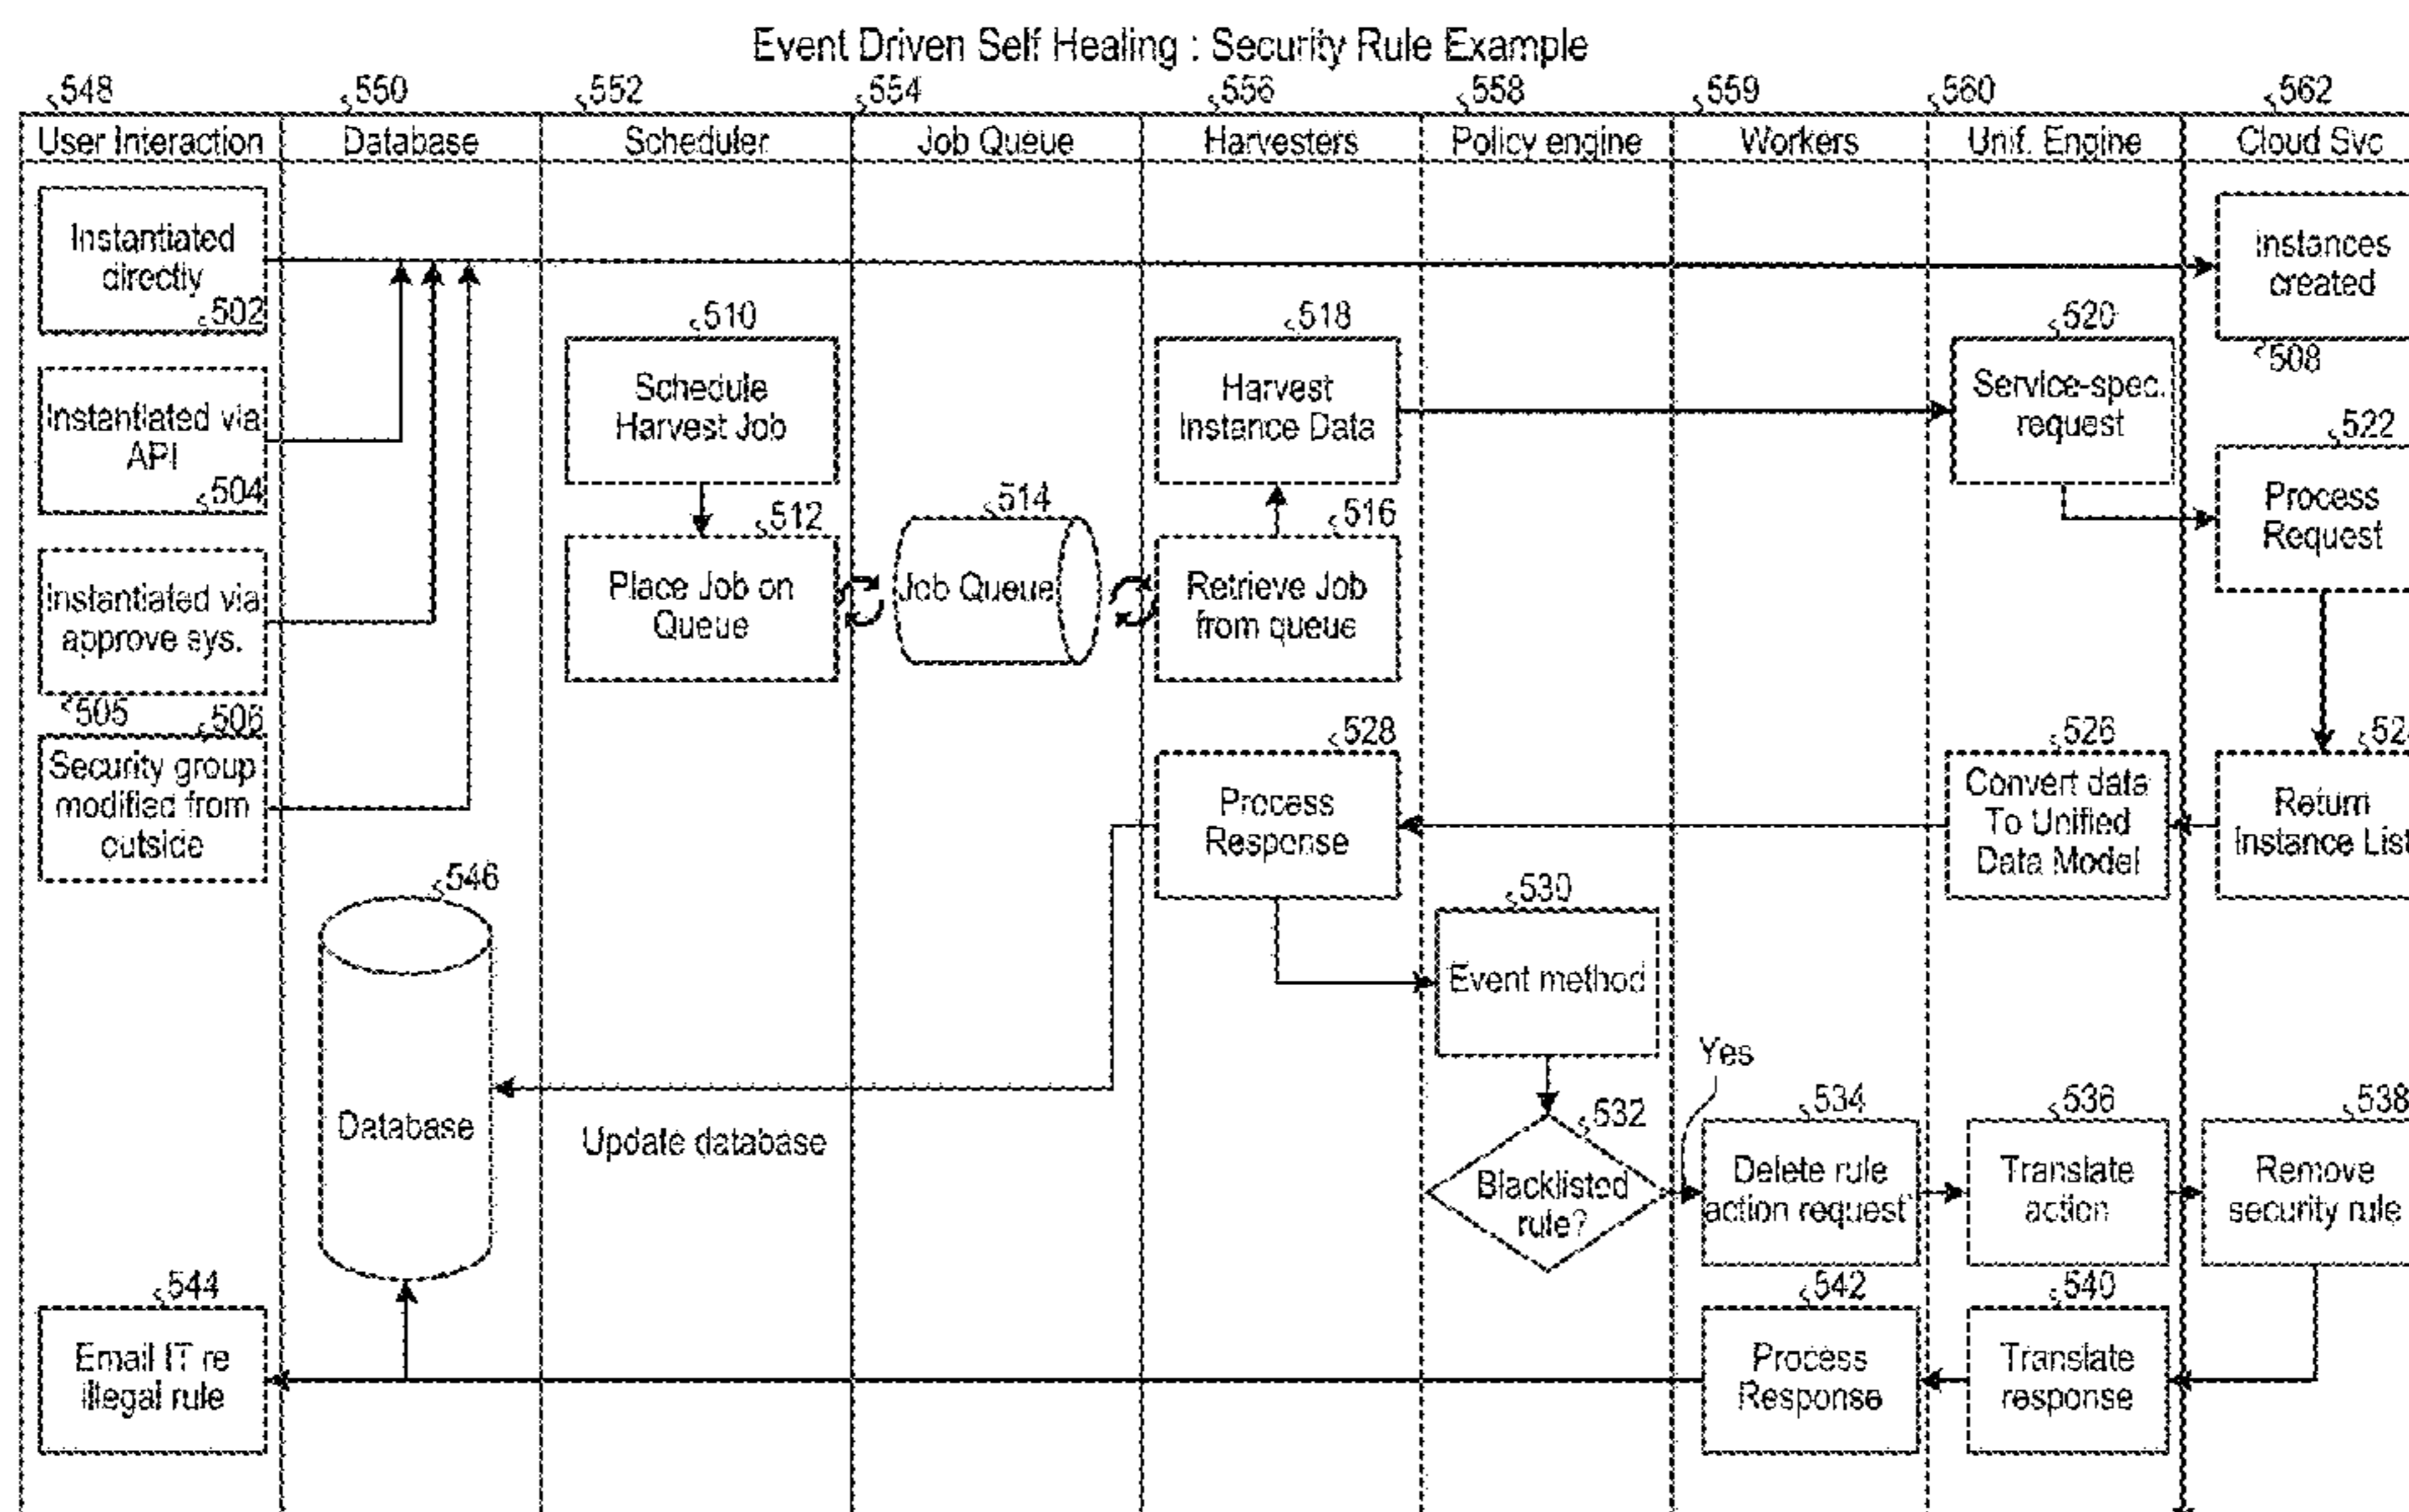 Event Driven Self Healing : Security Rule Example
548 550 552 554 556 558 559 560 562
User Interaction Database Scheduler Job Queue Harvesters Policy engine Workers Unif. Engine Cloud Svc
Instantiated
directly
502
instances
created
508
Instantiated via
API
504
510
Schedule
Harvest Job
518
Harvest
Instance Data
520
Service-spec.
request
522
Process
Request
Instantiated via
approve sys.
505
512
Place Job on
Queue
514
Job Queue
516
Retrieve Job
from queue
506
Security group
modified from
outside
528
Process
Response
526
Convert data
To Unified
Data Model
Return
Instance List
546
Database
Update database
530
Event method
532
Blacklisted
rule?
Yes
534
Delete rule
action request
536
Translate
action
538
Remove
security rule
544
Email IT re
illegal rule
542
Process
Response
540
Translate
response